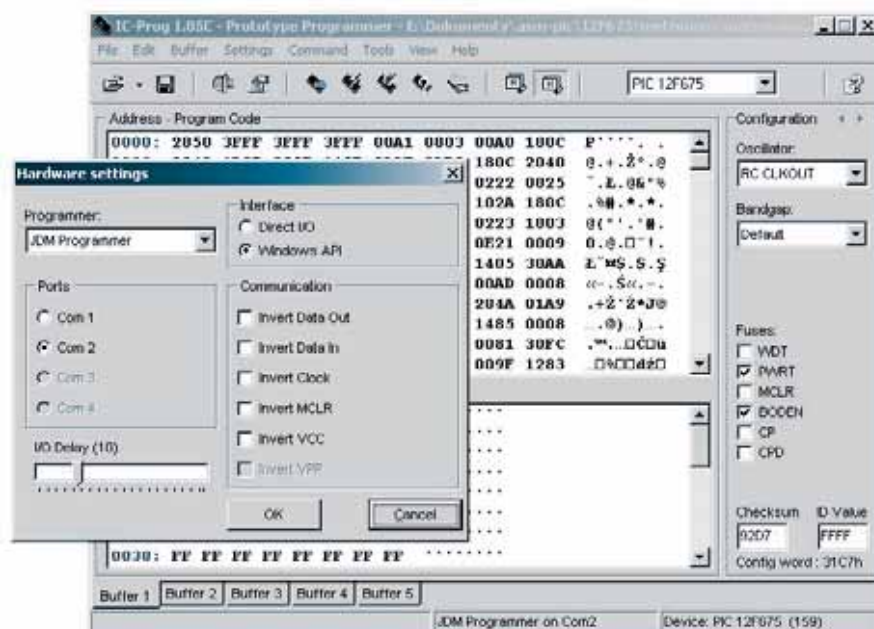 IC-Prog 1.05C - Prototype Programmer - E:\Dokumenty\
File Edit Buffer Settings Command Tools View Help
PIC 12F675
Address - Program Code
0000: 2850 3FFF 3FFF 3FFF 00A1 0803 00A0 180C P
180C 2040
0222 0025
102A 180C
0223 1003
0E21 0009
1405 30AA
00AD 0008
204A 01A9
1485 0008
0081 30FC
009F 1283
0030: FF FF FF FF FF FF FF FF ........
Buffer 1 Buffer 2 Buffer 3 Buffer 4 Buffer 5
JDM Programmer on Com2 Device: PIC 12F675 (159)
Configuration
Oscillator:
RC CLKOUT
Bandgap:
Default
Fuses:
WDT
PWRT
MCLR
BODEN
CP
CPD
Checksum ID Value
92D7 FFFF
Config word : 31C7h
Hardware settings
Programmer:
JDM Programmer
Ports
Com 1
Com 2
Com 3
Com 4
I/O Delay (10)
Interface
Direct I/O
Windows API
Communication
Invert Data Out
Invert Data In
Invert Clock
Invert MCLR
Invert VCC
Invert VPP
OK Cancel